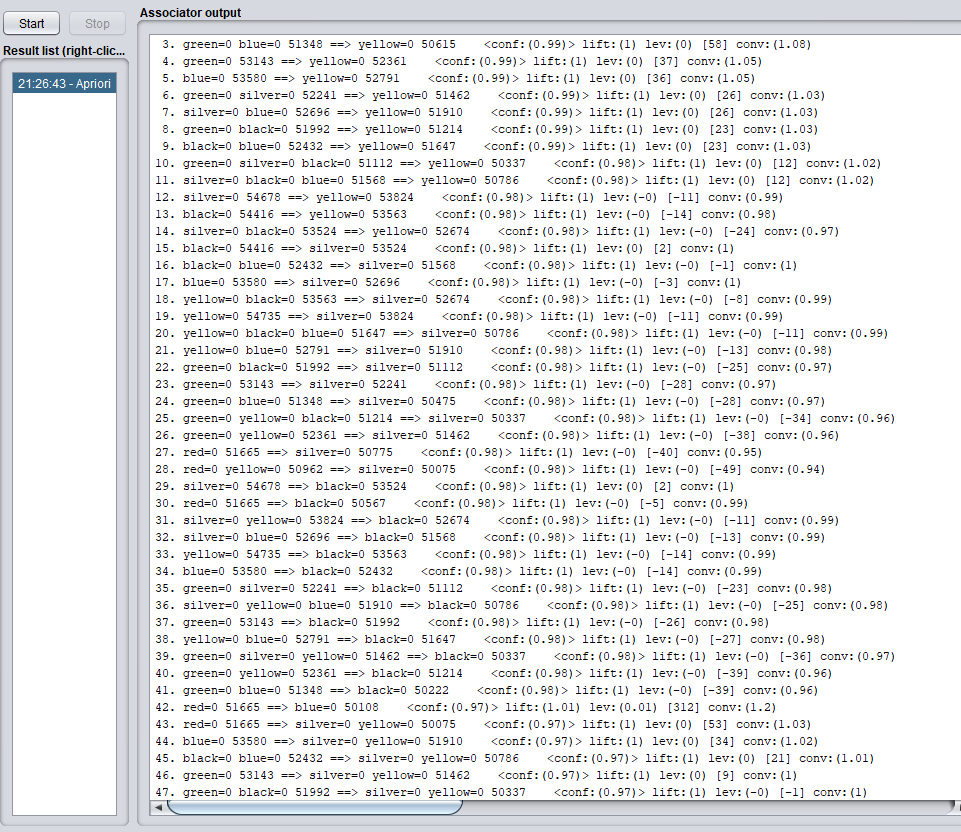 Start Stop
Result list (right-clic...
21:26:43 - Apriori
Associator output
3. green=0 blue=0 51348 ==> yellow=0 50615 <conf:(0.99)> lift:(1) lev:(0) [58] conv:(1.08)
4. green=0 53143 ==> yellow=0 52361 <conf:(0.99)> lift:(1) lev:(0) [37] conv:(1.05)
5. blue=0 53580 ==> yellow=0 52791 <conf:(0.99)> lift:(1) lev:(0) [36] conv:(1.05)
6. green=0 silver=0 52241 ==> yellow=0 51462 <conf:(0.99)> lift:(1) lev:(0) [26] conv:(1.03)
7. silver=0 blue=0 52696 ==> yellow=0 51910 <conf:(0.99)> lift:(1) lev:(0) [26] conv:(1.03)
8. green=0 black=0 51992 ==> yellow=0 51214 <conf:(0.99)> lift:(1) lev:(0) [23] conv:(1.03)
9. black=0 blue=0 52432 ==> yellow=0 51647 <conf:(0.99)> lift:(1) lev:(0) [23] conv:(1.03)
10. green=0 silver=0 black=0 51112 ==> yellow=0 50337 <conf:(0.98)> lift:(1) lev:(0) [12] conv:(1.02)
11. silver=0 black=0 blue=0 51568 ==> yellow=0 50786 <conf:(0.98)> lift:(1) lev:(0) [12] conv:(1.02)
12. silver=0 54678 ==> yellow=0 53824 <conf:(0.98)> lift:(1) lev:(-0) [-11] conv:(0.99)
13. black=0 54416 ==> yellow=0 53563 <conf:(0.98)> lift:(1) lev:(-0) [-14] conv:(0.98)
14. silver=0 black=0 53524 ==> yellow=0 52674 <conf:(0.98)> lift:(1) lev:(-0) [-24] conv:(0.97)
15. black=0 54416 ==> silver=0 53524 <conf:(0.98)> lift:(1) lev:(0) [2] conv:(1)
16. black=0 blue=0 52432 ==> silver=0 51568 <conf:(0.98)> lift:(1) lev:(-0) [-1] conv:(1)
17. blue=0 53580 ==> silver=0 52696 <conf:(0.98)> lift:(1) lev:(-0) [-3] conv:(1)
18. yellow=0 black=0 53563 ==> silver=0 52674 <conf:(0.98)> lift:(1) lev:(-0) [-8] conv:(0.99)
19. yellow=0 54735 ==> silver=0 53824 <conf:(0.98)> lift:(1) lev:(-0) [-11] conv:(0.99)
20. yellow=0 black=0 blue=0 51647 ==> silver=0 50786 <conf:(0.98)> lift:(1) lev:(-0) [-11] conv:(0.99)
21. yellow=0 blue=0 52791 ==> silver=0 51910 <conf:(0.98)> lift:(1) lev:(-0) [-13] conv:(0.98)
22. green=0 black=0 51992 ==> silver=0 51112 <conf:(0.98)> lift:(1) lev:(-0) [-25] conv:(0.97)
23. green=0 53143 ==> silver=0 52241 <conf:(0.98)> lift:(1) lev:(-0) [-28] conv:(0.97)
24. green=0 blue=0 51348 ==> silver=0 50475 <conf:(0.98)> lift:(1) lev:(-0) [-28] conv:(0.97)
25. green=0 yellow=0 black=0 51214 ==> silver=0 50337 <conf:(0.98)> lift:(1) lev:(-0) [-34] conv:(0.96)
26. green=0 yellow=0 52361 ==> silver=0 51462 <conf:(0.98)> lift:(1) lev:(-0) [-38] conv:(0.96)
27. red=0 51665 ==> silver=0 50775 <conf:(0.98)> lift:(1) lev:(-0) [-40] conv:(0.95)
28. red=0 yellow=0 50962 ==> silver=0 50075 <conf:(0.98)> lift:(1) lev:(-0) [-49] conv:(0.94)
29. silver=0 54678 ==> black=0 53524 <conf:(0.98)> lift:(1) lev:(0) [2] conv:(1)
30. red=0 51665 ==> black=0 50567 <conf:(0.98)> lift:(1) lev:(-0) [-5] conv:(0.99)
31. silver=0 yellow=0 53824 ==> black=0 52674 <conf:(0.98)> lift:(1) lev:(-0) [-11] conv:(0.99)
32. silver=0 blue=0 52696 ==> black=0 51568 <conf:(0.98)> lift:(1) lev:(-0) [-13] conv:(0.99)
33. yellow=0 54735 ==> black=0 53563 <conf:(0.98)> lift:(1) lev:(-0) [-14] conv:(0.99)
34. blue=0 53580 ==> black=0 52432 <conf:(0.98)> lift:(1) lev:(-0) [-14] conv:(0.99)
35. green=0 silver=0 52241 ==> black=0 51112 <conf:(0.98)> lift:(1) lev:(-0) [-23] conv:(0.98)
36. silver=0 yellow=0 blue=0 51910 ==> black=0 50786 <conf:(0.98)> lift:(1) lev:(-0) [-25] conv:(0.98)
37. green=0 53143 ==> black=0 51992 <conf:(0.98)> lift:(1) lev:(-0) [-26] conv:(0.98)
38. yellow=0 blue=0 52791 ==> black=0 51647 <conf:(0.98)> lift:(1) lev:(-0) [-27] conv:(0.98)
39. green=0 silver=0 yellow=0 51462 ==> black=0 50337 <conf:(0.98)> lift:(1) lev:(-0) [-36] conv:(0.97)
40. green=0 yellow=0 52361 ==> black=0 51214 <conf:(0.98)> lift:(1) lev:(-0) [-39] conv:(0.96)
41. green=0 blue=0 51348 ==> black=0 50222 <conf:(0.98)> lift:(1) lev:(-0) [-39] conv:(0.96)
42. red=0 51665 ==> blue=0 50108 <conf:(0.97)> lift:(1.01) lev:(0.01) [312] conv:(1.2)
43. red=0 51665 ==> silver=0 yellow=0 50075 <conf:(0.97)> lift:(1) lev:(0) [53] conv:(1.03)
44. blue=0 53580 ==> silver=0 yellow=0 51910 <conf:(0.97)> lift:(1) lev:(0) [34] conv:(1.02)
45. black=0 blue=0 52432 ==> silver=0 yellow=0 50786 <conf:(0.97)> lift:(1) lev:(0) [21] conv:(1.01)
46. green=0 53143 ==> silver=0 yellow=0 51462 <conf:(0.97)> lift:(1) lev:(0) [9] conv:(1)
47. green=0 black=0 51992 ==> silver=0 yellow=0 50337 <conf:(0.97)> lift:(1) lev:(-0) [-1] conv:(1)